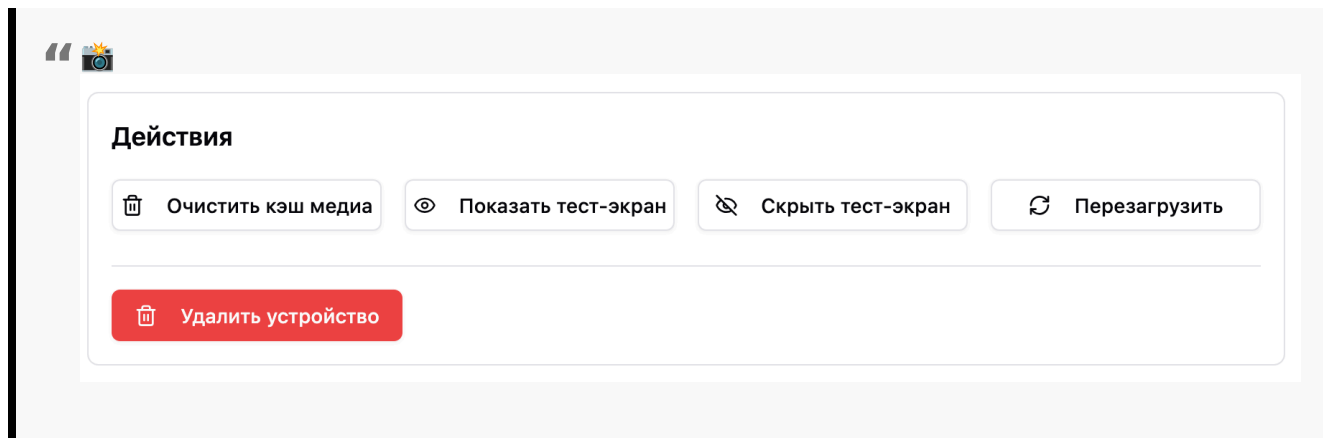 “ 📸
Действия
Очистить кэш медиа
Показать тест-экран
Скрыть тест-экран
Перезагрузить
Удалить устройство